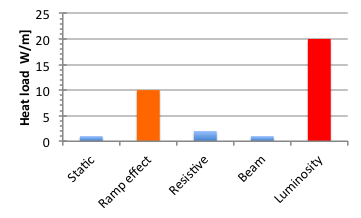 Heat load W/m]
25
20
15
10
5
0
Static
Ramp effect
Resistive
Beam
Luminosity